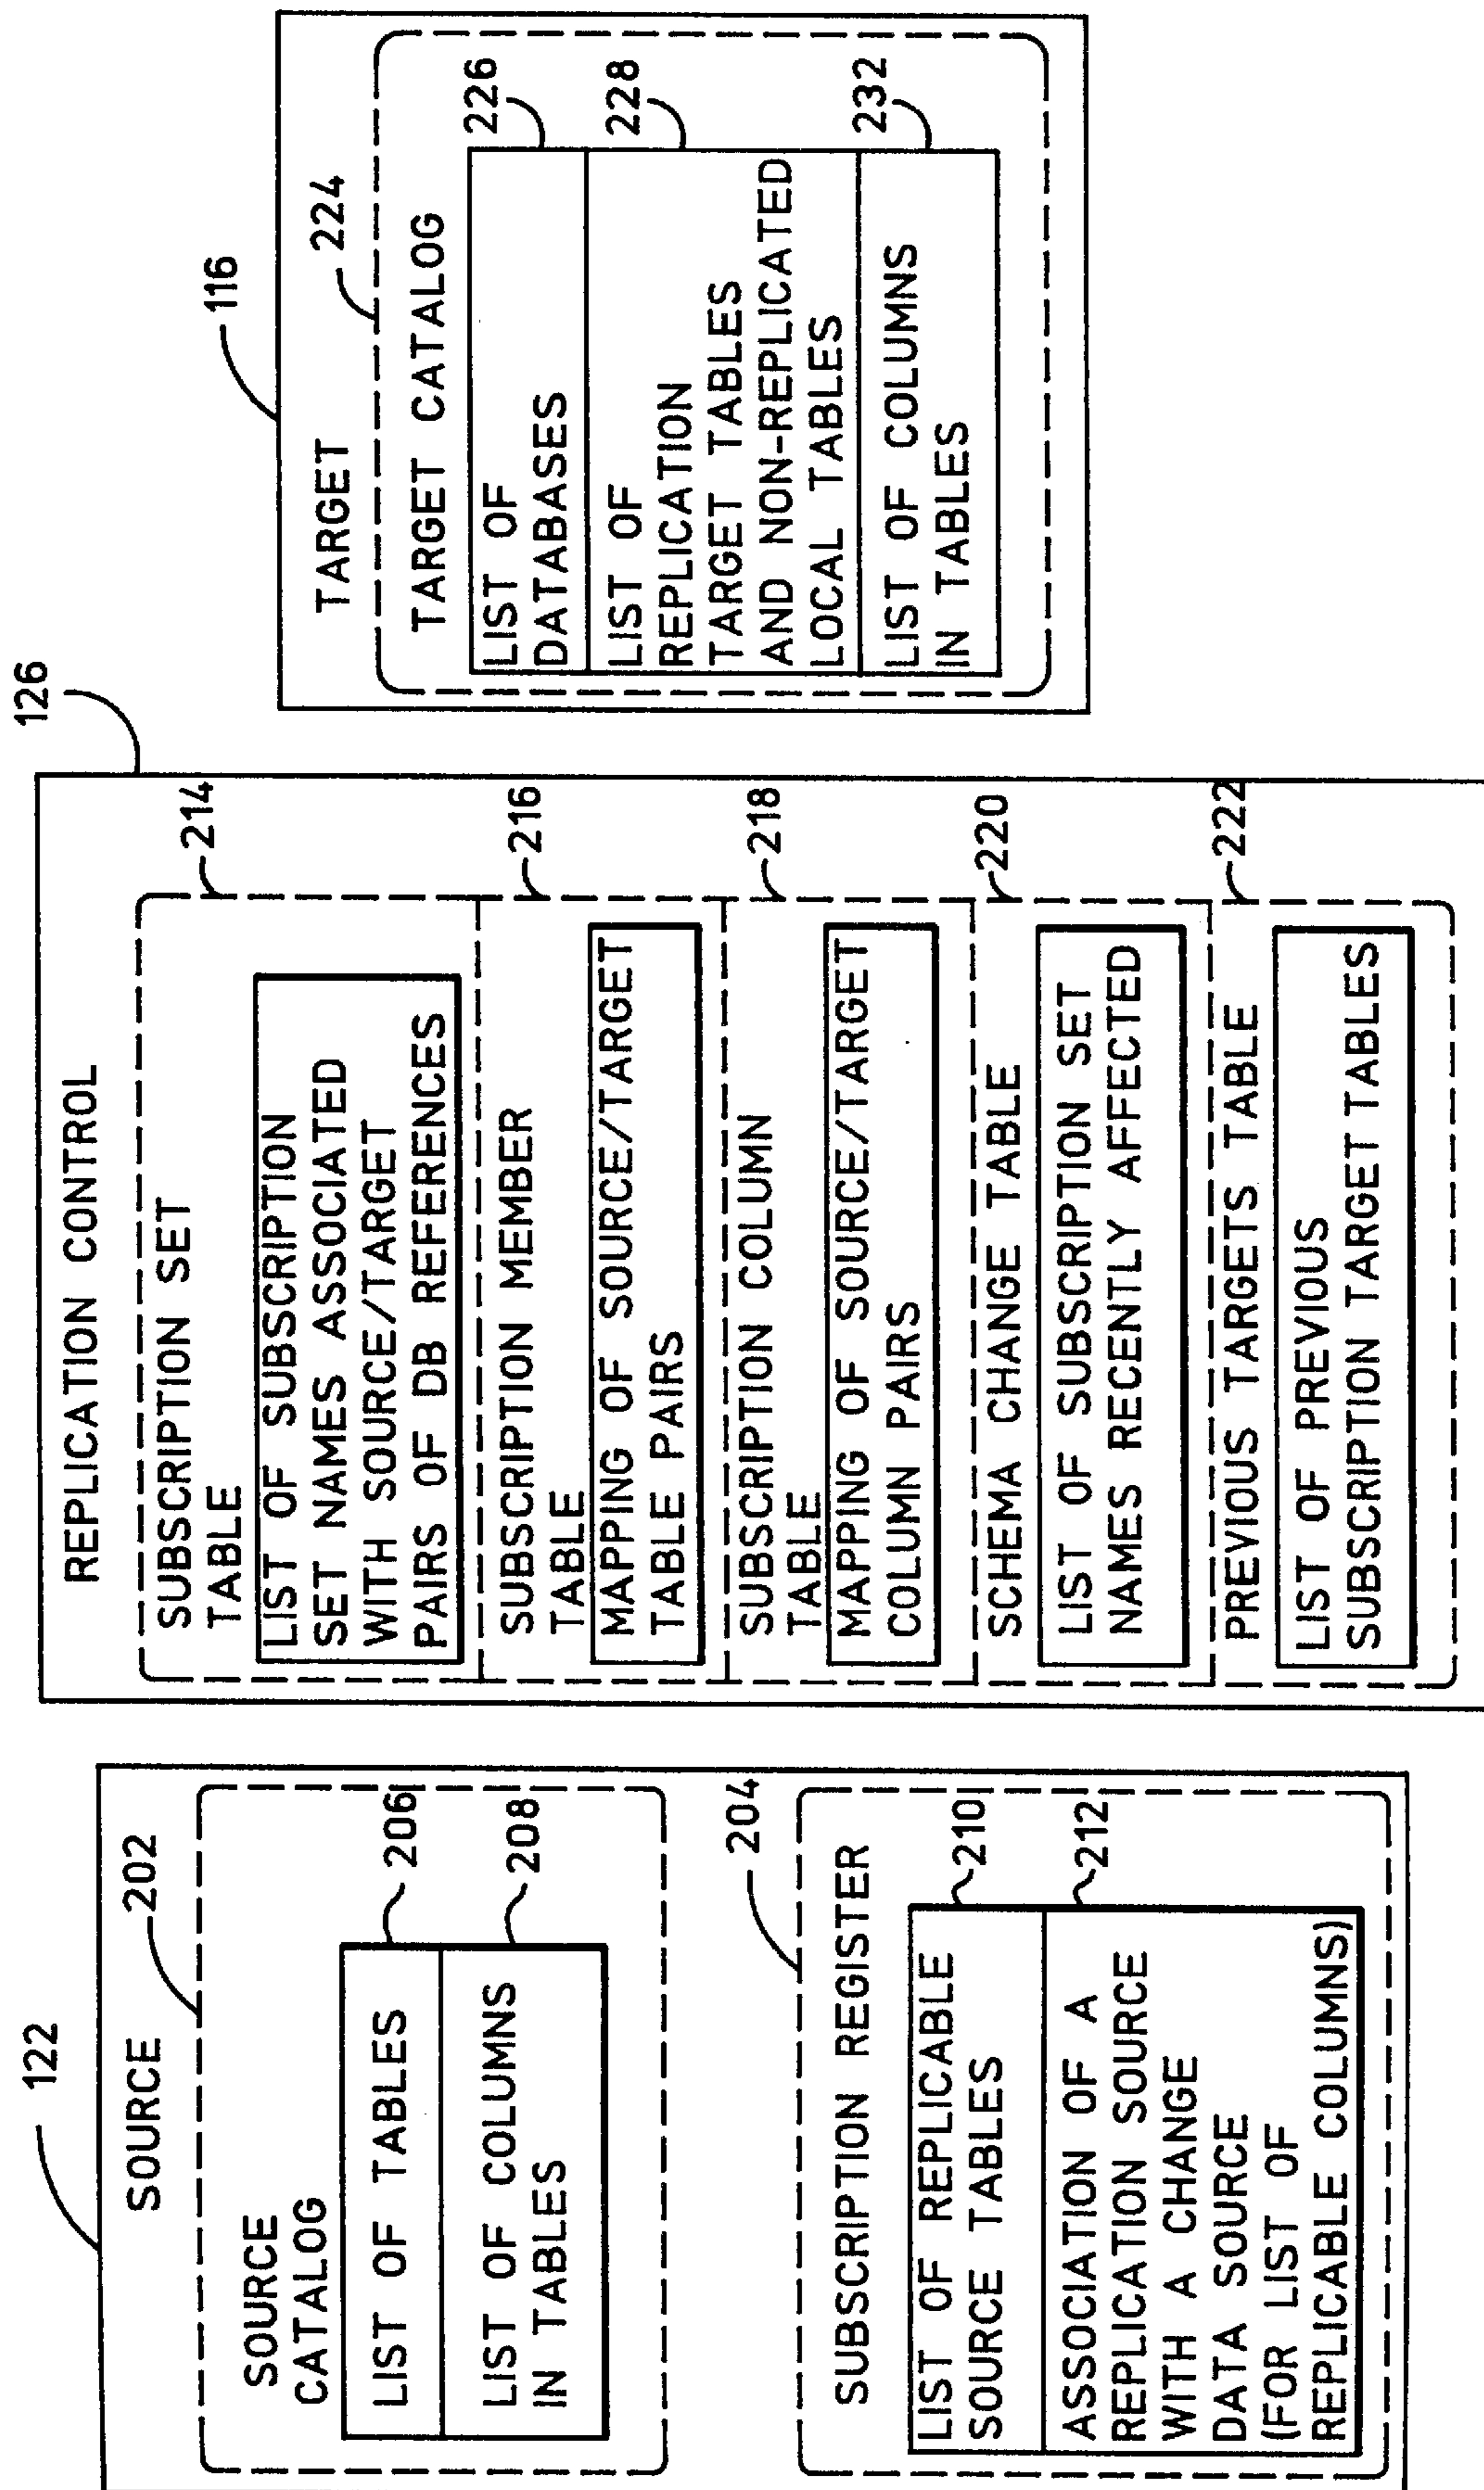 122
SOURCE
202
SOURCE
CATALOG
LIST OF TABLES
206
LIST OF COLUMNS
IN TABLES
208
204
SUBSCRIPTION REGISTER
LIST OF REPLICABLE
SOURCE TABLES
210
ASSOCIATION OF A
REPLICATION SOURCE
WITH A CHANGE
DATA SOURCE
(FOR LIST OF
REPLICABLE COLUMNS)
212
126
REPLICATION CONTROL
SUBSCRIPTION SET
TABLE
214
LIST OF SUBSCRIPTION
SET NAMES ASSOCIATED
WITH SOURCE/TARGET
PAIRS OF DB REFERENCES
SUBSCRIPTION MEMBER
TABLE
216
MAPPING OF SOURCE/TARGET
TABLE PAIRS
SUBSCRIPTION COLUMN
TABLE
218
MAPPING OF SOURCE/TARGET
COLUMN PAIRS
SCHEMA CHANGE TABLE
220
LIST OF SUBSCRIPTION SET
NAMES RECENTLY AFFECTED
PREVIOUS TARGETS TABLE
222
LIST OF PREVIOUS
SUBSCRIPTION TARGET TABLES
116
TARGET
224
TARGET CATALOG
LIST OF
DATABASES
226
LIST OF
REPLICATION
TARGET TABLES
AND NON-REPLICATED
LOCAL TABLES
228
LIST OF COLUMNS
IN TABLES
232